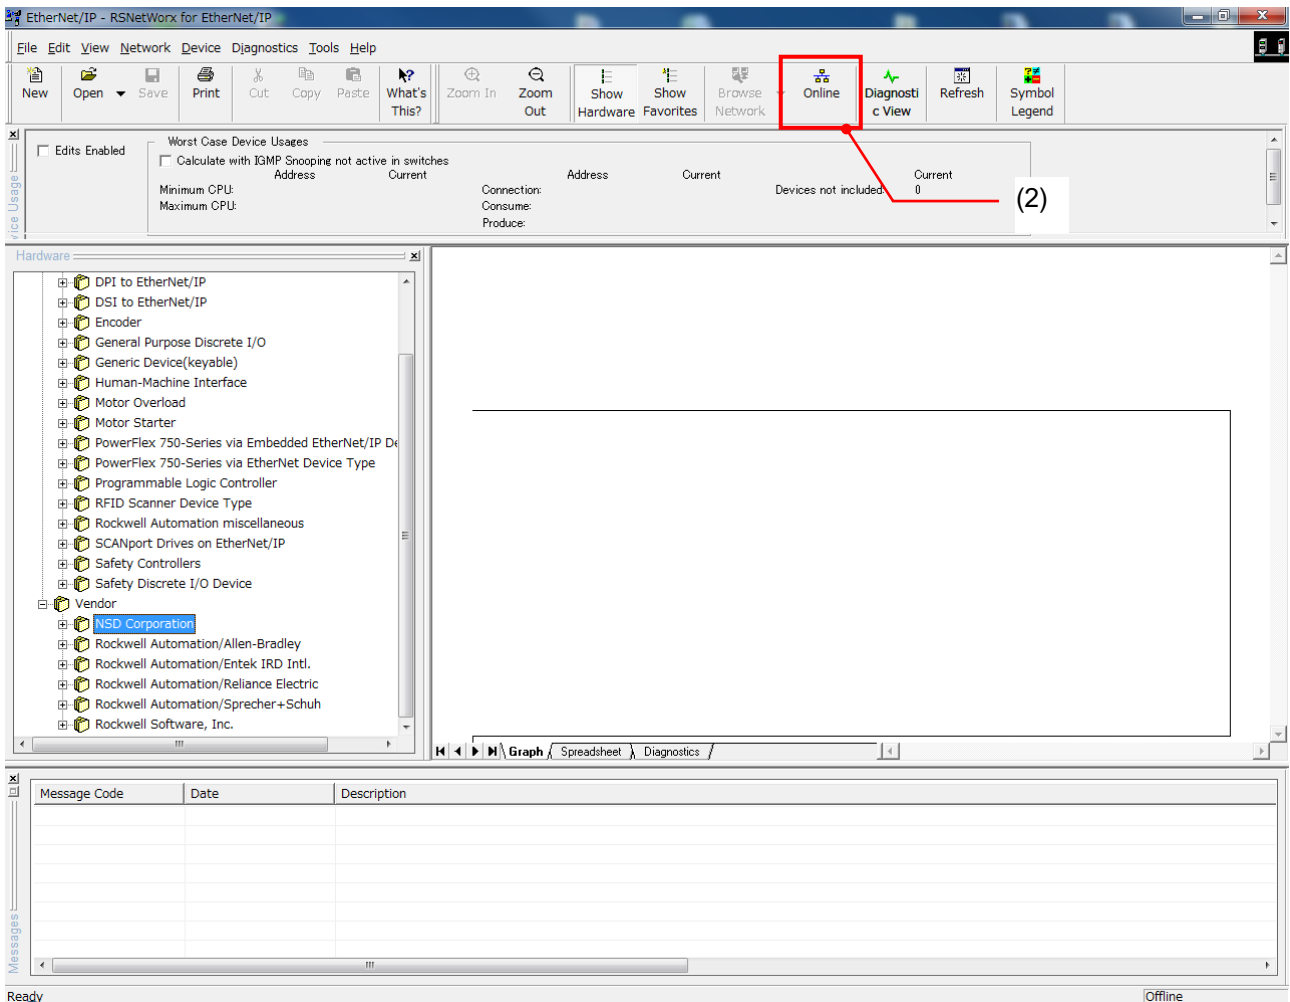 EtherNet/IP - RSNetWorx for EtherNet/IP
File Edit View Network Device Diagnostics Tools Help
New Open Save Print Cut Copy Paste What's This? Zoom In Zoom Out Show Hardware Show Favorites Browse Network Online Diagnosti c View Refresh Symbol Legend
Edits Enabled
Worst Case Device Usages
Calculate with IGMP Snooping not active in switches
Address Current Address Current Current
Minimum CPU: Connection: Devices not included: 0
Maximum CPU: Consume:
Produce:
(2)
vice Usage
Hardware
DPI to EtherNet/IP
DSI to EtherNet/IP
Encoder
General Purpose Discrete I/O
Generic Device(keyable)
Human-Machine Interface
Motor Overload
Motor Starter
PowerFlex 750-Series via Embedded EtherNet/IP De
PowerFlex 750-Series via EtherNet Device Type
Programmable Logic Controller
RFID Scanner Device Type
Rockwell Automation miscellaneous
SCANport Drives on EtherNet/IP
Safety Controllers
Safety Discrete I/O Device
Vendor
NSD Corporation
Rockwell Automation/Allen-Bradley
Rockwell Automation/Entek IRD Intl.
Rockwell Automation/Reliance Electric
Rockwell Automation/Sprecher+Schuh
Rockwell Software, Inc.
Graph Spreadsheet Diagnostics
Message Code Date Description
Messages
Ready Offline